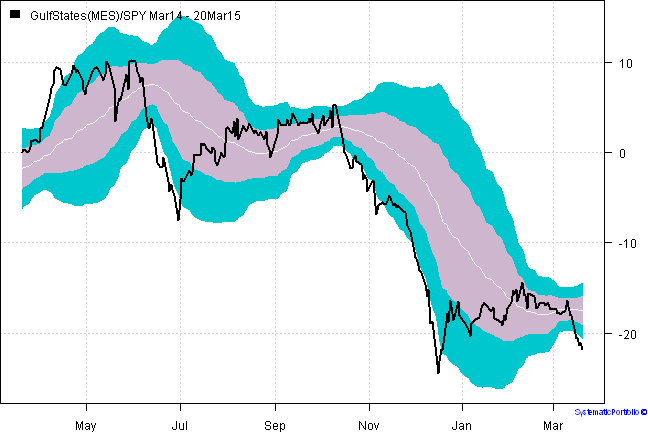 GulfStates(MES)/SPY Mar14 - 20Mar15
10
0
-10
-20
May Jul Sep Nov Jan Mar
SystematicPortfolio ©